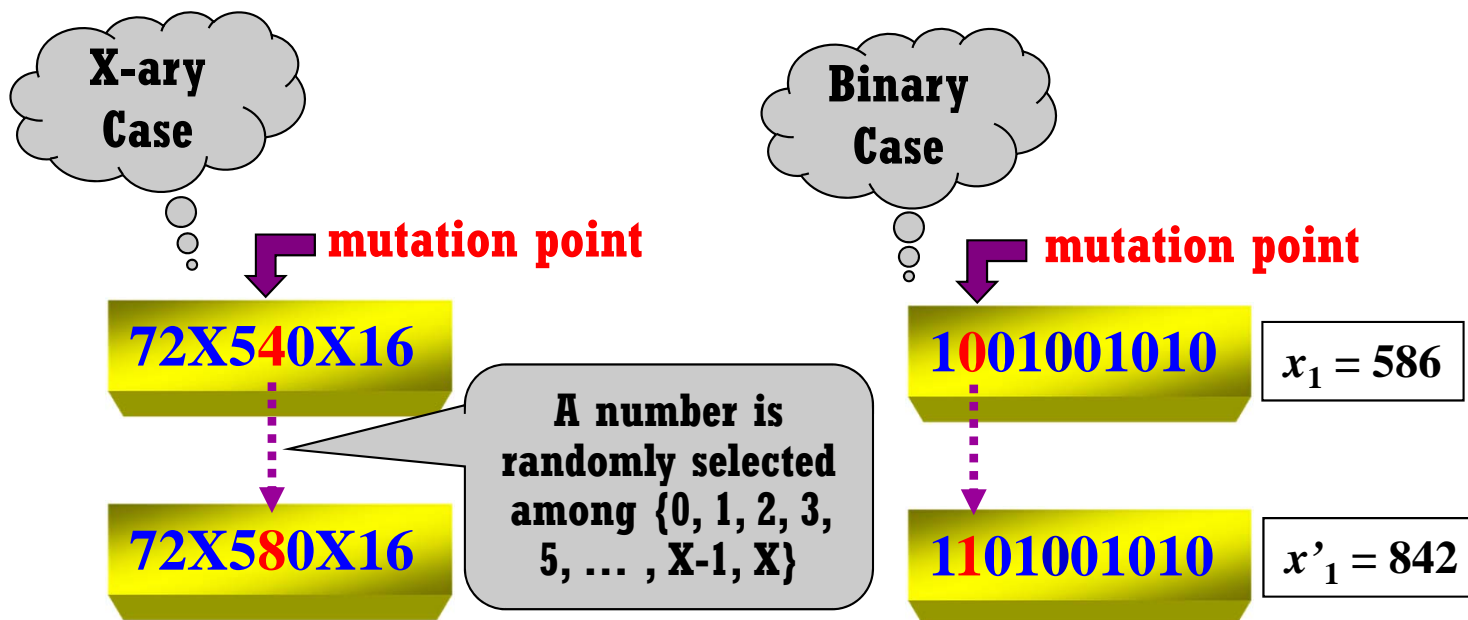 X-ary
Case
mutation point
72X540X16
72X580X16
A number is
randomly selected
among {0, 1, 2, 3,
5, ... , X-1, X}
Binary
Case
mutation point
1001001010
x₁ = 586
1101001010
x’₁ = 842